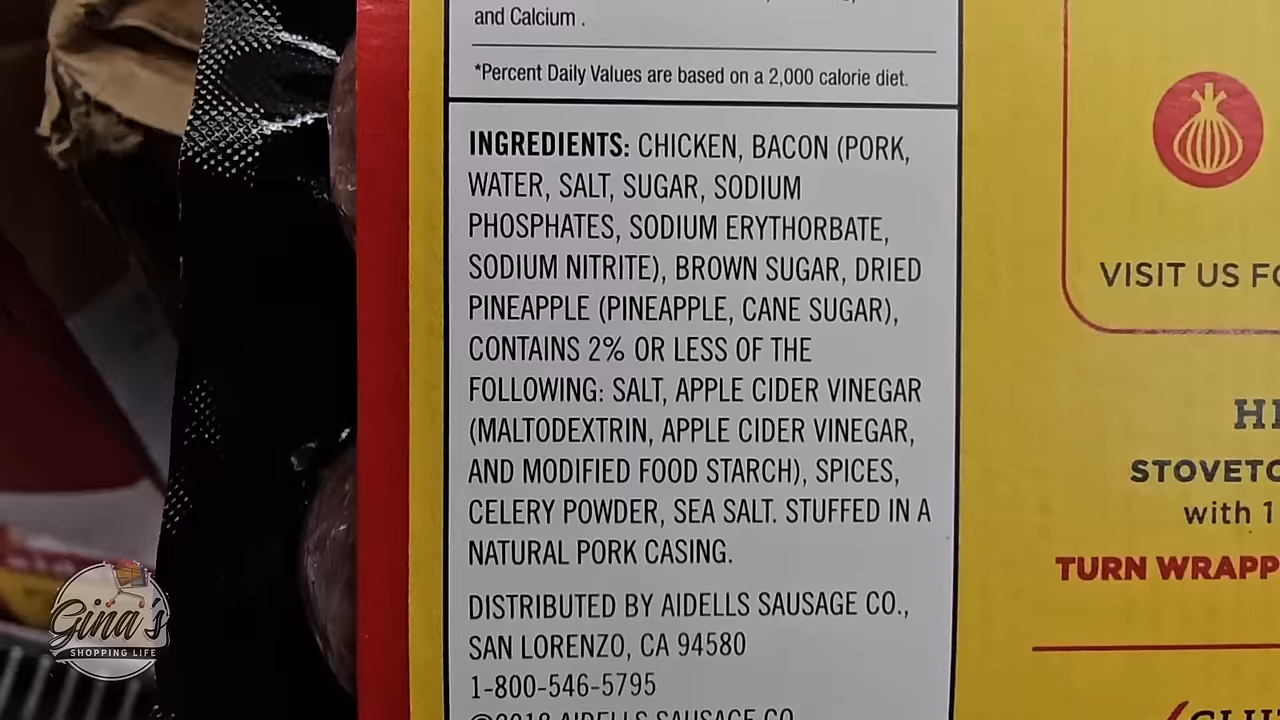 and Calcium .
*Percent Daily Values are based on a 2,000 calorie diet.
INGREDIENTS: CHICKEN, BACON (PORK,
WATER, SALT, SUGAR, SODIUM
PHOSPHATES, SODIUM ERYTHORBATE,
SODIUM NITRITE), BROWN SUGAR, DRIED
PINEAPPLE (PINEAPPLE, CANE SUGAR),
CONTAINS 2% OR LESS OF THE
FOLLOWING: SALT, APPLE CIDER VINEGAR
(MALTODEXTRIN, APPLE CIDER VINEGAR,
AND MODIFIED FOOD STARCH), SPICES,
CELERY POWDER, SEA SALT. STUFFED IN A
NATURAL PORK CASING.
DISTRIBUTED BY AIDELLS SAUSAGE CO.,
SAN LORENZO, CA 94580
1-800-546-5795
©2018 AIDELLS SAUSAGE CO
VISIT US
STOVETO
with 1
TURN WRAPP
Gina's
SHOPPING LIFE